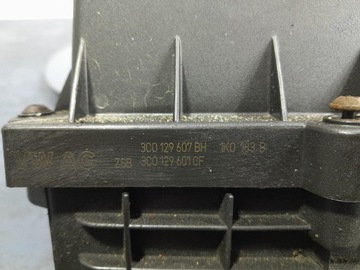 3C0 129 607 BH 1K0 183 B
VW AG ZSB 3C0 129 601 CF